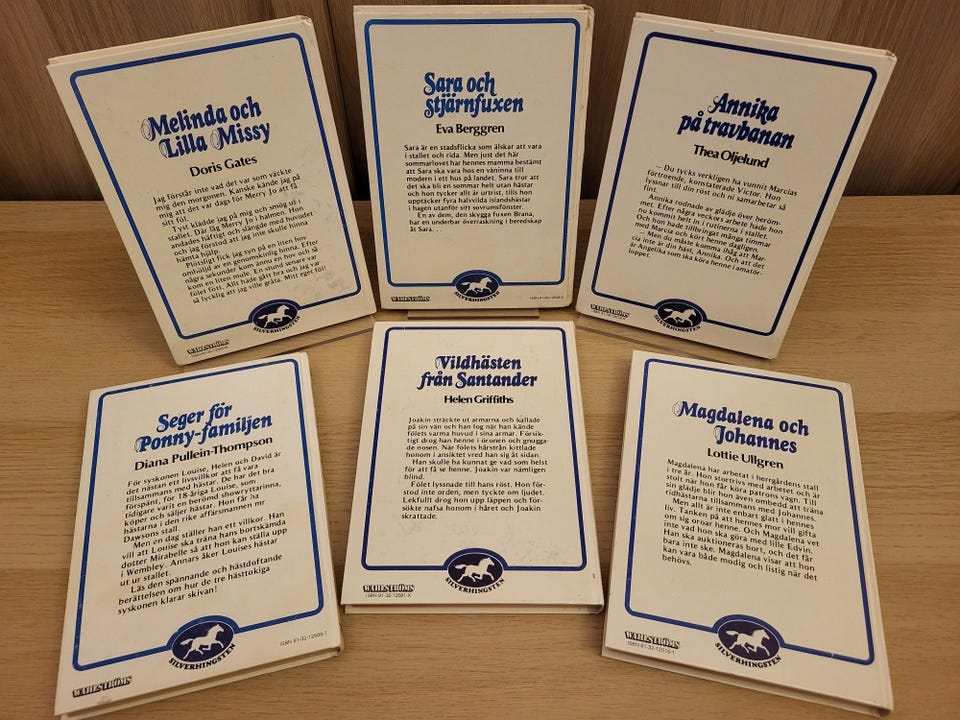 Melinda och
Lilla Missy
Doris Gates
Jag förstår inte vad det var som väckte
mig den morgonen. Kanske kände jag på
mig att det var dags för Merry Jo att få
sitt föl.
Tyst klädde jag på mig och smög ut i
stallet. Där låg Merry Jo i halmen. Hon
andades häftigt och slängde med huvudet
och jag förstod att jag inte skulle hinna
hämta hjälp.
Plötsligt fick jag syn på en liten hov
omhöljd av en genomskinlig hinna. Efter
några sekunder kom ännu en hov och så
kom en liten mule. En stund senare var
fölet fött. Allt hade gått bra och jag var
så lycklig att jag ville gråta. Mitt eget föl!
WAHLSTRÖMS
SILVERHINGSTEN
Sara och
stjärnfuxen
Eva Berggren
Sara är en stadsflicka som älskar att vara
i stallet och rida. Men just det här
sommarlovet har hennes mamma bestämt
att Sara ska vara hos en väninna till
modern i ett hus på landet. Sara tror att
det ska bli en sommar helt utan hästar
och hon tycker allt är urtrist, tills hon
upptäcker fyra halvvilda islandshästar
i hagen utanför sitt sovrumsfönster.
En av dem, den skygga fuxen Brana,
har en underbar överraskning i beredskap
åt Sara...
WAHLSTRÖMS
SILVERHINGSTEN
Annika
på travbanan
Thea Oljelund
– Du tycks verkligen ha vunnit Marcias
förtroende, konstaterade Victor. Hon
lyssnar till din röst och ni samarbetar så
fint.
Annika rodnade av glädje över beröm-
met. Efter några veckors arbete hade hon
nu kommit helt in i rutinerna i stallet.
Och hon hade tillbringat många timmar
med Marcia och kört henne dagligen.
– Men du måste komma ihåg att Mar-
cia inte är din häst, Annika. Och att det
är Angelika som ska köra henne i amatör-
loppet.
WAHLSTRÖMS
SILVERHINGSTEN
Seger för
Ponny-familjen
Diana Pullein-Thompson
För syskonen Louise, Helen och David är
det nästan ett livsvillkor att få vara
tillsammans med hästar. De har det bra
förspänt, för 18-åriga Louise, som
tidigare varit en berömd showryttarinna,
köper och säljer hästar. Hon får ha
hästarna i den rike affärsmannen mr
Dawsons stall.
Men en dag ställer han ett villkor. Han
vill att Louise ska träna hans bortskämda
dotter Mirabelle så att hon kan ställa upp
i Wembley. Annars åker Louises hästar
ut ur stallet.
Läs den spännande och hästdoftande
berättelsen om hur de tre hästtokiga
syskonen klarar skivan!
WAHLSTRÖMS
SILVERHINGSTEN
ISBN 91-32-12509-7
Vildhästen
från Santander
Helen Griffiths
Joakin sträckte ut armarna och kallade
på sin vän och han log när han kände
fölets varma huvud i sina armar. Försik-
tigt drog han henne i öronen och gnugga-
de nosen. När fölets hårstrån kittlade
honom i ansiktet vred han sig åt sidan.
Han skulle ha kunnat ge vad som helst
för att få se henne. Joakin var nämligen
blind.
Fölet lyssnade till hans röst. Hon för-
stod inte orden, men tyckte om ljudet.
Lekfullt drog hon upp läppen och för-
sökte nafsa honom i håret och Joakin
skrattade.
WAHLSTRÖMS
ISBN 91-32-12581-X
SILVERHINGSTEN
Magdalena och
Johannes
Lottie Ullgren
Magdalena har arbetat i herrgårdens stall
i tre år. Hon stortrivs med arbetet och är
stolt när hon får köra patrons vagn. Till
sin glädje blir hon även ombedd att träna
ridhästarna tillsammans med Johannes.
Men allt är inte enbart glatt i hennes
liv. Tanken på att hennes mor vill gifta
om sig oroar henne. Och Magdalena vet
inte vad hon ska göra med lille Edvin.
Han ska auktioneras bort, och det får
bara inte ske. Magdalena visar att hon
kan vara både modig och listig när det
behövs.
WAHLSTRÖMS
ISBN 91-32-12519-1
SILVERHINGSTEN